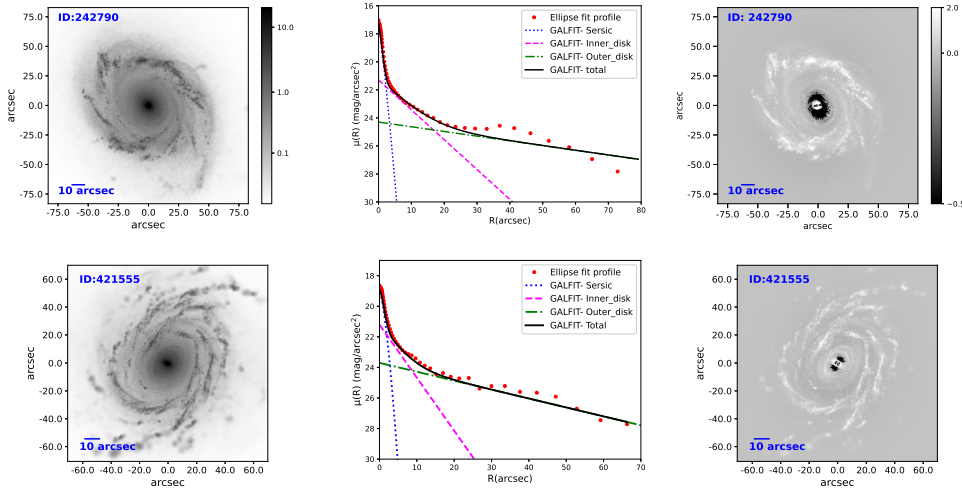 ID:242790
10 arcsec
75.0
50.0
25.0
0.0
-25.0
-50.0
-75.0
arcsec
-75.0 -50.0 -25.0 0.0 25.0 50.0 75.0
arcsec
10.0
1.0
0.1
16
18
20
22
24
26
28
30
μ(R) (mag/arcsec²)
Ellipse fit profile
GALFIT- Sersic
GALFIT- Inner_disk
GALFIT- Outer_disk
GALFIT- total
0 10 20 30 40 50 60 70 80
R(arcsec)
ID: 242790
10 arcsec
75.0
50.0
25.0
0.0
-25.0
-50.0
-75.0
arcsec
-75.0 -50.0 -25.0 0.0 25.0 50.0 75.0
arcsec
2.0
0.0
-0.5
ID:421555
10 arcsec
60.0
40.0
20.0
0.0
-20.0
-40.0
-60.0
arcsec
-60.0 -40.0 -20.0 0.0 20.0 40.0 60.0
arcsec
18
20
22
24
26
28
30
μ(R) (mag/arcsec²)
Ellipse fit profile
GALFIT- Sersic
GALFIT- Inner_disk
GALFIT- Outer_disk
GALFIT- Total
0 10 20 30 40 50 60 70
R(arcsec)
ID:421555
10 arcsec
60.0
40.0
20.0
0.0
-20.0
-40.0
-60.0
arcsec
-60.0 -40.0 -20.0 0.0 20.0 40.0 60.0
arcsec